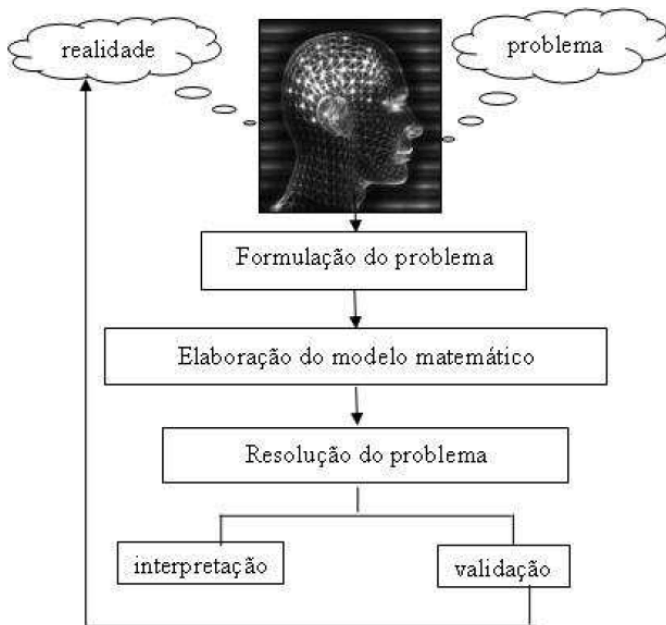 realidade
problema
Formulação do problema
Elaboração do modelo matemático
Resolução do problema
interpretação
validação